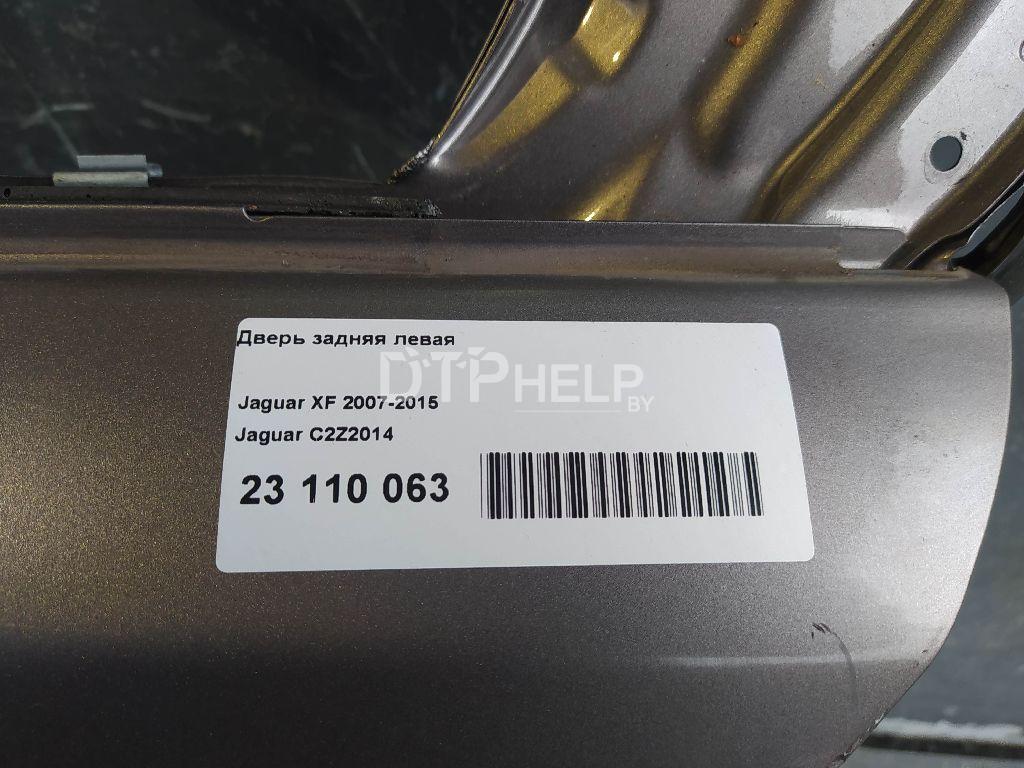 Дверь задняя левая
DTPHELP
.BY
Jaguar XF 2007-2015
Jaguar C2Z2014
23 110 063